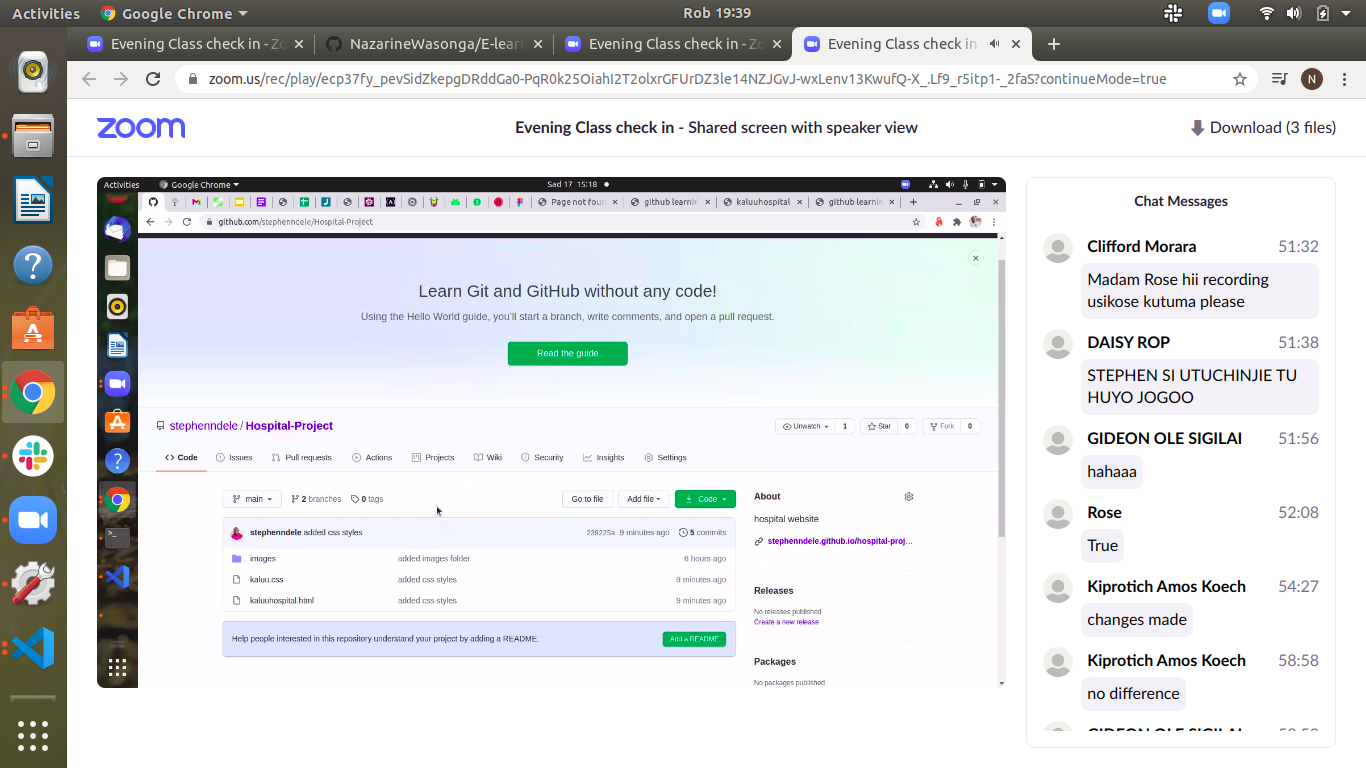 Activities
Google Chrome
Rob 19:39
Evening Class check in - Zo
NazarineWasonga/E-learn
Evening Class check in - Zo
Evening Class check in
zoom.us/rec/play/ecp37fy_pevSidZkepgDRddGa0-PqR0k25OiahI2T2olxrGFUrDZ3le14NZJGvJ-wxLenv13KwufQ-X_.Lf9_r5itp1-_2faS?continueMode=true
N
zoom
Evening Class check in - Shared screen with speaker view
Download (3 files)
Activities
Google Chrome
Sad 17 15:18
Page not foun
github learnin
kaluuhospital
github learnin
github.com/stephenndele/Hospital-Project
Learn Git and GitHub without any code!
Using the Hello World guide, you'll start a branch, write comments, and open a pull request.
Read the guide
stephenndele / Hospital-Project
Unwatch 1
Star 0
Fork 0
Code
Issues
Pull requests
Actions
Projects
Wiki
Security
Insights
Settings
main
2 branches
0 tags
Go to file
Add file
Code
stephenndele added css styles
239225a 9 minutes ago
5 commits
images added images folder 6 hours ago
kaluu.css added css styles 9 minutes ago
kaluuhospital.html added css styles 9 minutes ago
Help people interested in this repository understand your project by adding a README.
Add a README
About
hospital website
stephenndele.github.io/hospital-proj...
Releases
No releases published
Create a new release
Packages
No packages published
Chat Messages
Clifford Morara 51:32
Madam Rose hii recording
usikose kutuma please
DAISY ROP 51:38
STEPHEN SI UTUCHINJIE TU
HUYO JOGOO
GIDEON OLE SIGILAI 51:56
hahaaa
Rose 52:08
True
Kiprotich Amos Koech 54:27
changes made
Kiprotich Amos Koech 58:58
no difference
GIDEON OLE SIGILAI